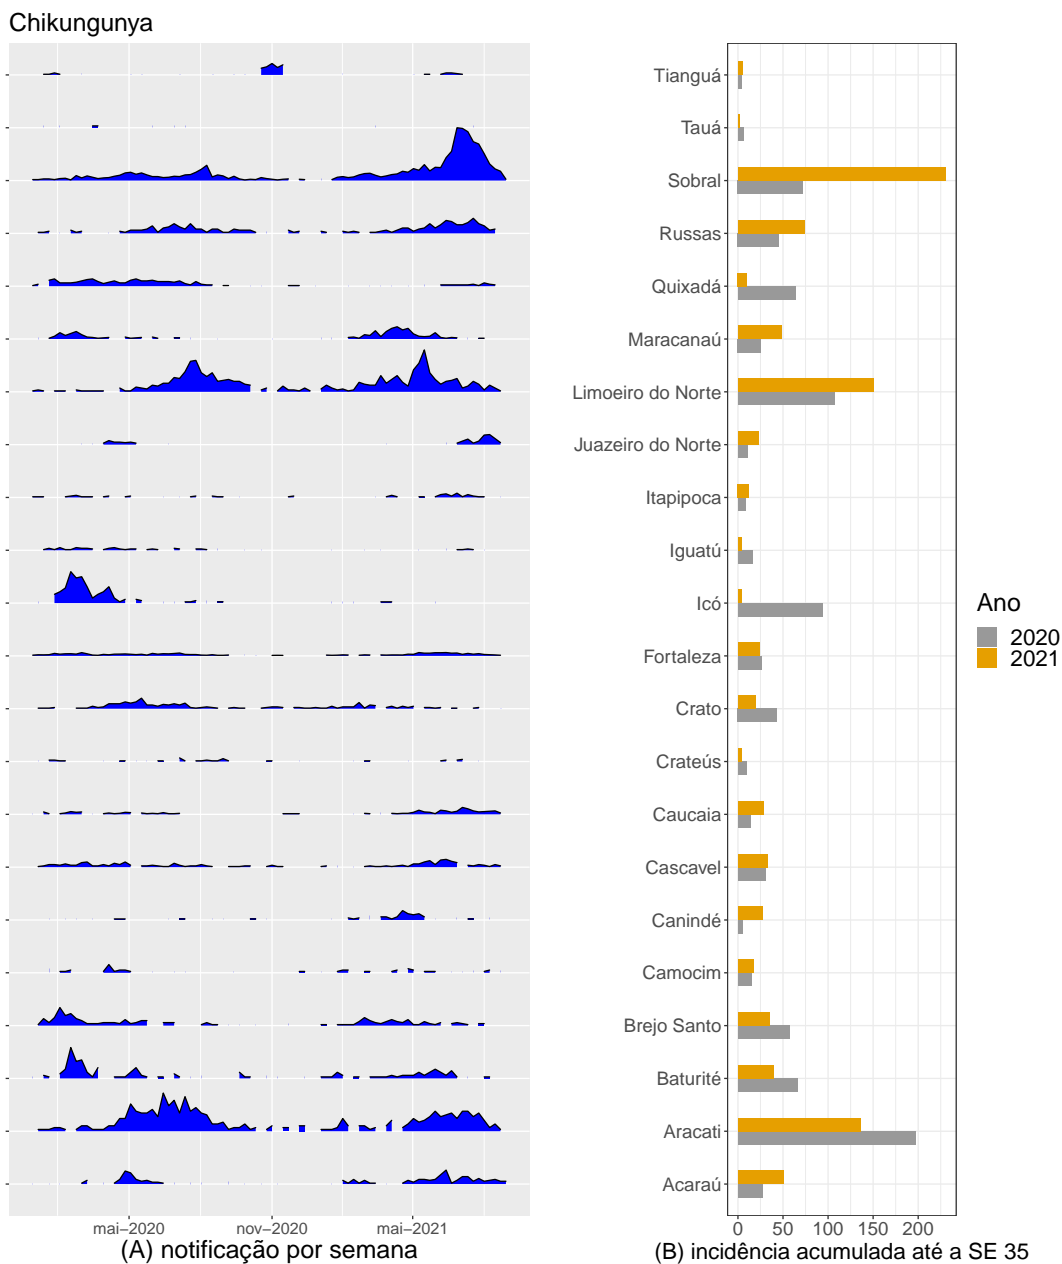 Chikungunya
Tianguá
Tauá
Sobral
Russas
Quixadá
Maracanaú
Limoeiro do Norte
Juazeiro do Norte
Itapipoca
Iguatú
Icó
Fortaleza
Crato
Crateús
Caucaia
Cascavel
Canindé
Camocim
Brejo Santo
Baturité
Aracati
Acaraú
Ano
2020
2021
mai–2020 nov–2020 mai–2021
(A) notificação por semana
0 50 100 150 200
(B) incidência acumulada até a SE 35